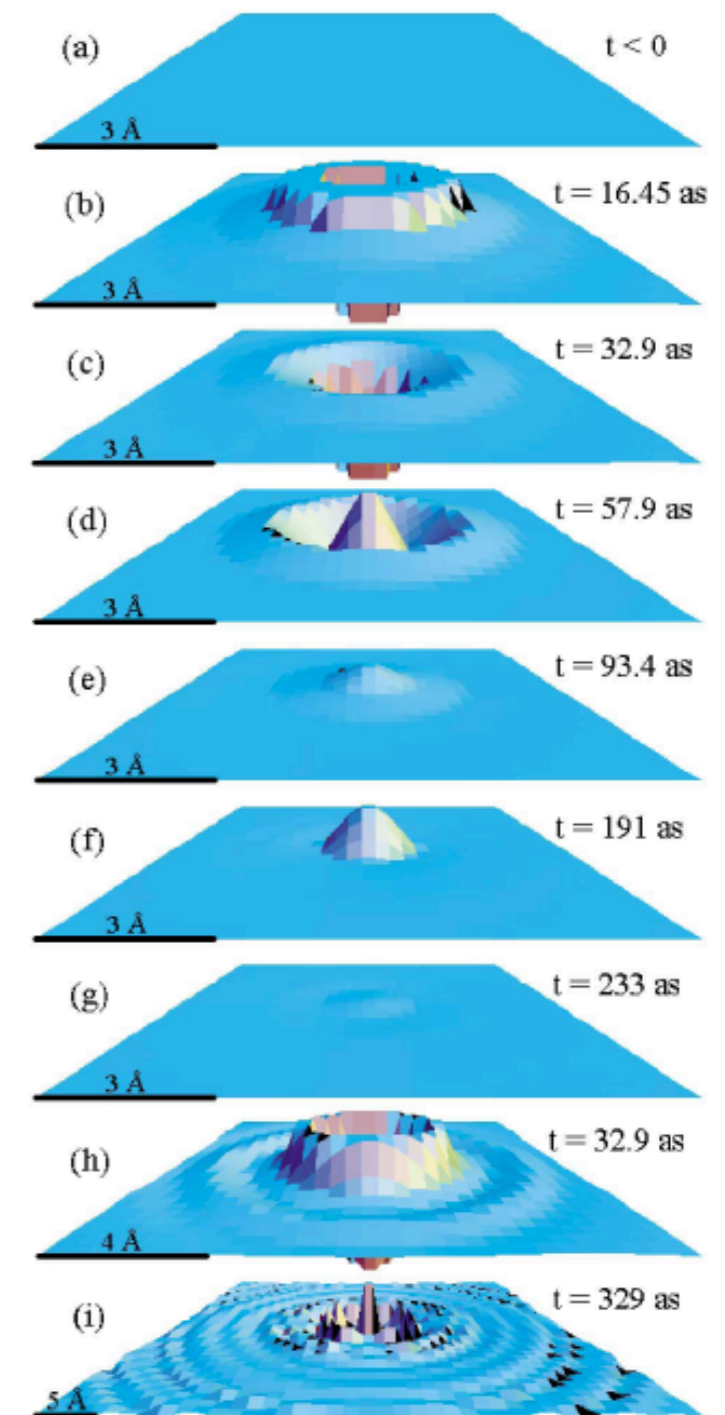 (a) t < 0
3 Å
(b) t = 16.45 as
3 Å
(c) t = 32.9 as
3 Å
(d) t = 57.9 as
3 Å
(e) t = 93.4 as
3 Å
(f) t = 191 as
3 Å
(g) t = 233 as
3 Å
(h) t = 32.9 as
4 Å
(i) t = 329 as
5 Å